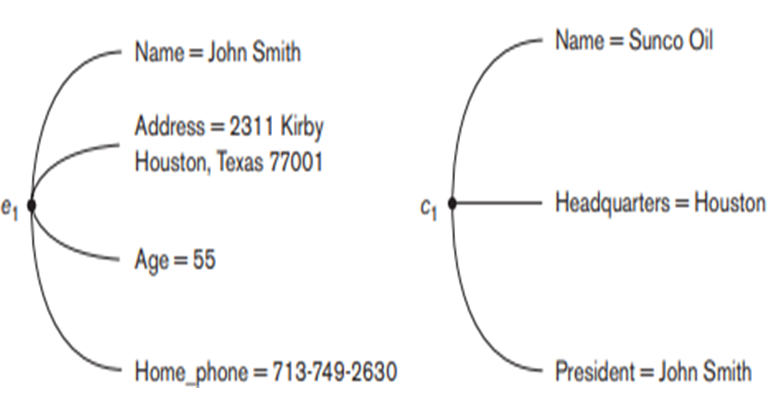 Name = John Smith
Address = 2311 Kirby
Houston, Texas 77001
e1
Age = 55
Home_phone = 713-749-2630
Name = Sunco Oil
c1
Headquarters = Houston
President = John Smith